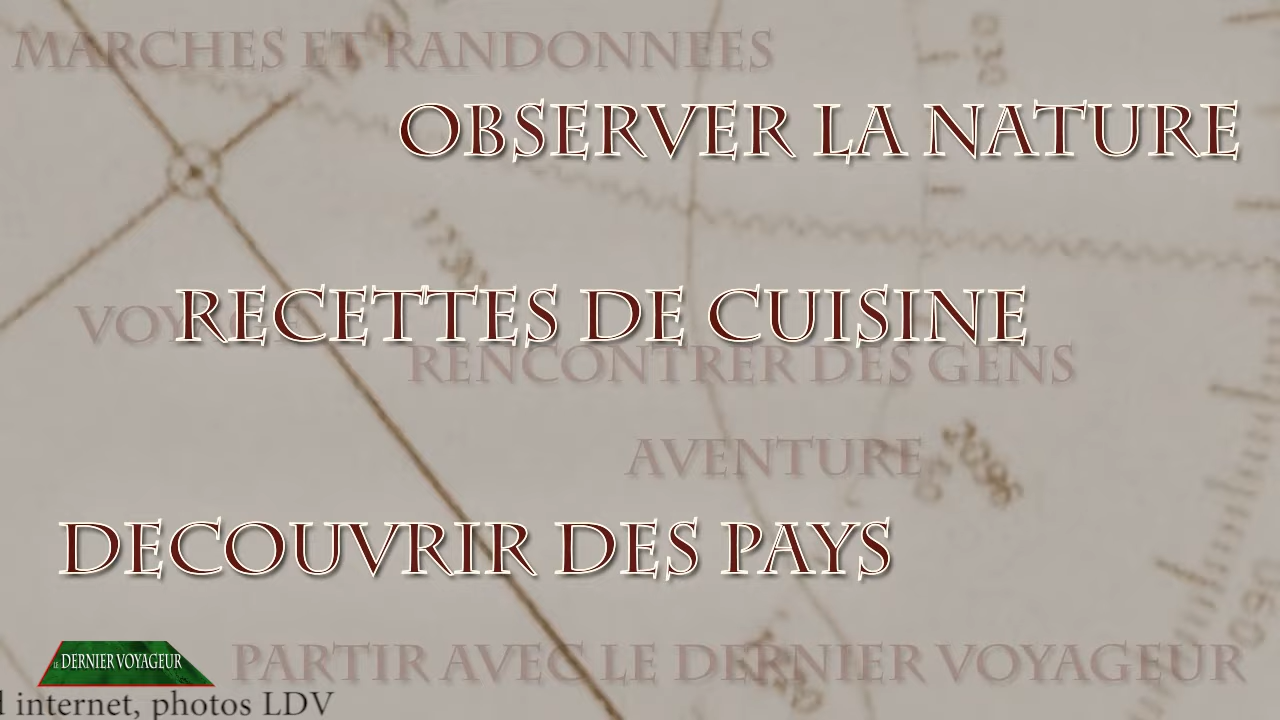 MARCHES ET RANDONNEES
OBSERVER LA NATURE
RECETTES DE CUISINE
RENCONTRER DES GENS
AVENTURE
DECOUVRIR DES PAYS
LE DERNIER VOYAGEUR
PARTIR AVEC LE DERNIER VOYAGEUR
internet, photos LDV